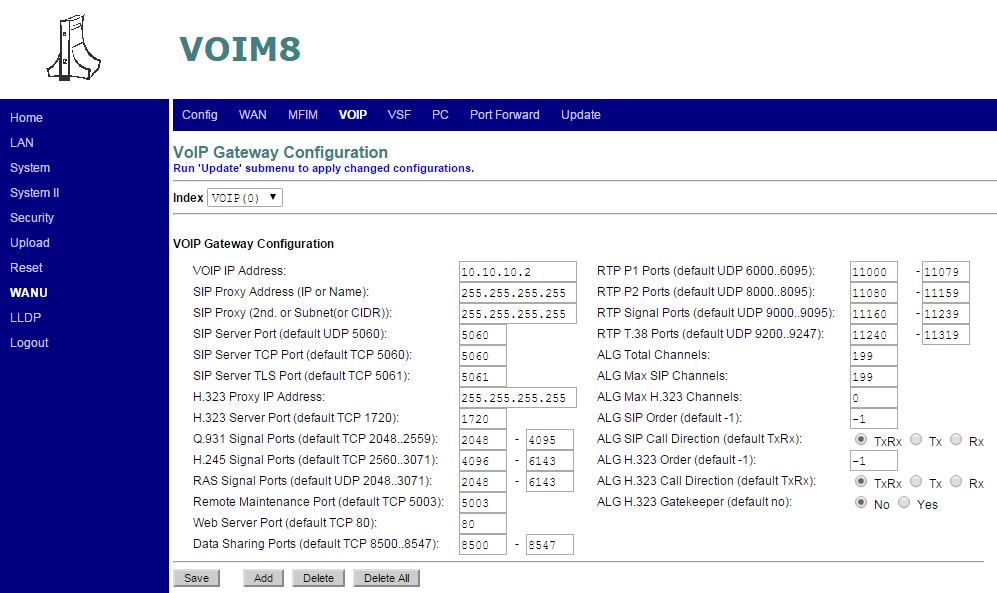 VOIM8
Home
LAN
System
System II
Security
Upload
Reset
WANU
LLDP
Logout
Config WAN MFIM VOIP VSF PC Port Forward Update
VoIP Gateway Configuration
Run 'Update' submenu to apply changed configurations.
Index VOIP(0)
VOIP Gateway Configuration
VOIP IP Address: 10.10.10.2
SIP Proxy Address (IP or Name): 255.255.255.255
SIP Proxy (2nd. or Subnet(or CIDR)): 255.255.255.255
SIP Server Port (default UDP 5060): 5060
SIP Server TCP Port (default TCP 5060): 5060
SIP Server TLS Port (default TCP 5061): 5061
H.323 Proxy IP Address: 255.255.255.255
H.323 Server Port (default TCP 1720): 1720
Q.931 Signal Ports (default TCP 2048..2559): 2048 - 4095
H.245 Signal Ports (default TCP 2560..3071): 4096 - 6143
RAS Signal Ports (default UDP 2048..3071): 2048 - 6143
Remote Maintenance Port (default TCP 5003): 5003
Web Server Port (default TCP 80): 80
Data Sharing Ports (default TCP 8500..8547): 8500 - 8547
RTP P1 Ports (default UDP 6000..6095): 11000 - 11079
RTP P2 Ports (default UDP 8000..8095): 11080 - 11159
RTP Signal Ports (default UDP 9000..9095): 11160 - 11239
RTP T.38 Ports (default UDP 9200..9247): 11240 - 11319
ALG Total Channels: 199
ALG Max SIP Channels: 199
ALG Max H.323 Channels: 0
ALG SIP Order (default -1): -1
ALG SIP Call Direction (default TxRx): TxRx Tx Rx
ALG H.323 Order (default -1): -1
ALG H.323 Call Direction (default TxRx): TxRx Tx Rx
ALG H.323 Gatekeeper (default no): No Yes
Save Add Delete Delete All